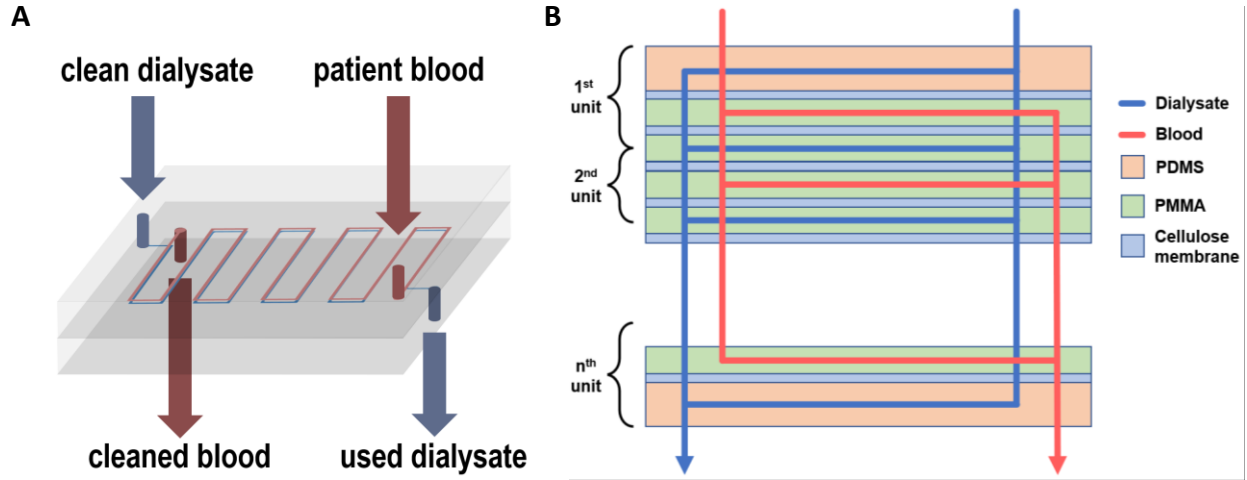 A
clean dialysate
patient blood
cleaned blood
used dialysate
B
1st
unit
2nd
unit
nth
unit
Dialysate
Blood
PDMS
PMMA
Cellulose
membrane